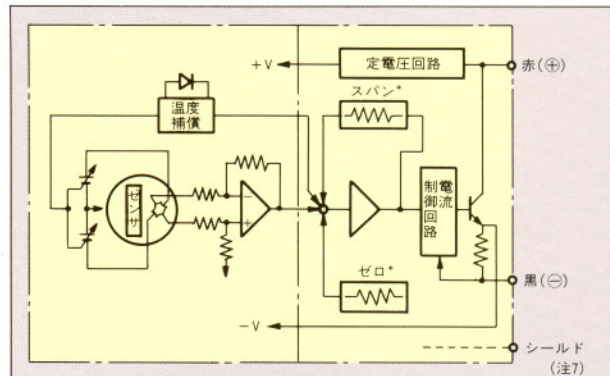 +V
定電圧回路
赤(⊕)
スパン*
温度
補償
センサ
−
+
電流
制御
回路
ゼロ*
黒(⊖)
−V
シールド
(注7)